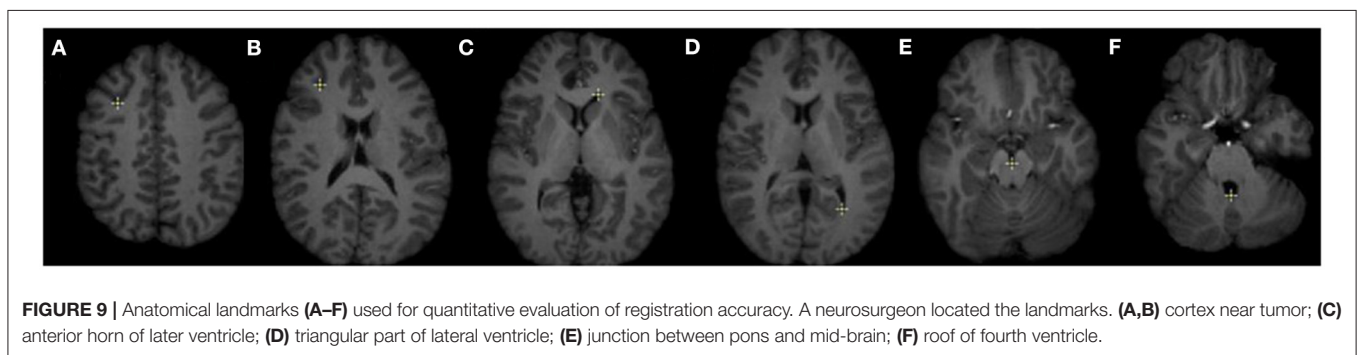 A B C D E F
FIGURE 9 | Anatomical landmarks (A–F) used for quantitative evaluation of registration accuracy. A neurosurgeon located the landmarks. (A,B) cortex near tumor; (C)
anterior horn of later ventricle; (D) triangular part of lateral ventricle; (E) junction between pons and mid-brain; (F) roof of fourth ventricle.